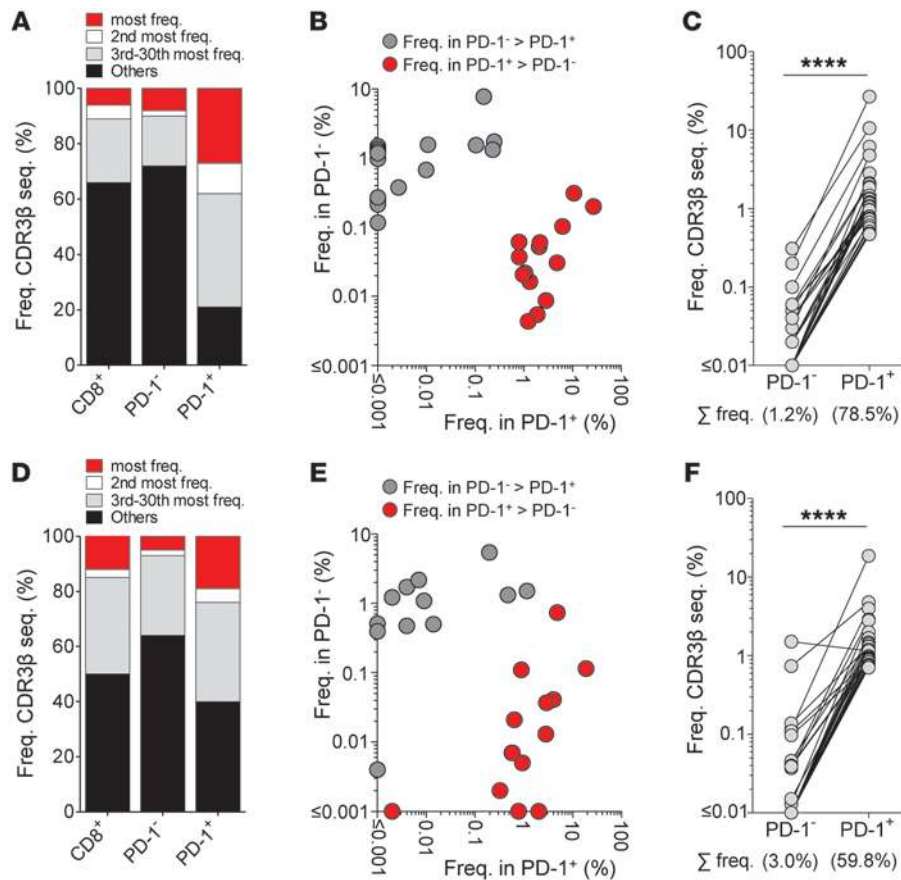 A
most freq.
2nd most freq.
3rd-30th most freq.
Others
Freq. CDR3β seq. (%)
100
80
60
40
20
0
CD8⁺
PD-1⁻
PD-1⁺
B
Freq. in PD-1⁻ > PD-1⁺
Freq. in PD-1⁺ > PD-1⁻
Freq. in PD-1⁻ (%)
10
1
0.1
0.01
≤0.001
≤0.001
0.01
0.1
1
10
100
Freq. in PD-1⁺ (%)
C
****
Freq. CDR3β seq. (%)
100
10
1
0.1
≤0.01
PD-1⁻ PD-1⁺
∑ freq. (1.2%) (78.5%)
D
most freq.
2nd most freq.
3rd-30th most freq.
Others
Freq. CDR3β seq. (%)
100
80
60
40
20
0
CD8⁺
PD-1⁻
PD-1⁺
E
Freq. in PD-1⁻ > PD-1⁺
Freq. in PD-1⁺ > PD-1⁻
Freq. in PD-1⁻ (%)
10
1
0.1
0.01
≤0.001
≤0.001
0.01
0.1
1
10
100
Freq. in PD-1⁺ (%)
F
****
Freq. CDR3β seq. (%)
100
10
1
0.1
≤0.01
PD-1⁻ PD-1⁺
∑ freq. (3.0%) (59.8%)